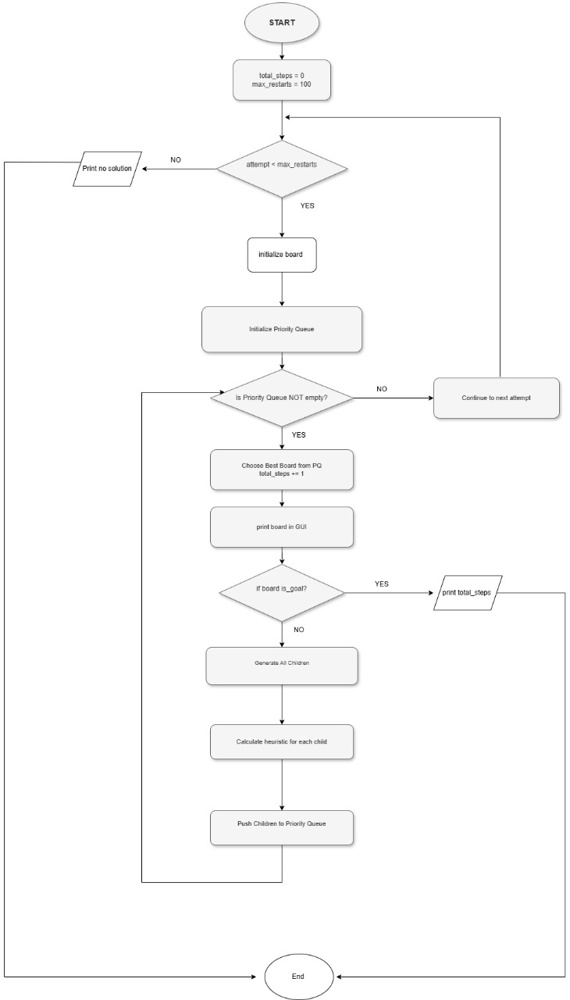 START
total_steps = 0
max_restarts = 100
attempt < max_restarts
NO
Print no solution
YES
initialize board
Initialize Priority Queue
Is Priority Queue NOT empty?
NO
Continue to next attempt
YES
Choose Best Board from PQ
total_steps += 1
print board in GUI
if board is_goal?
YES
print total_steps
NO
Generate All Children
Calculate heuristic for each child
Push Children to Priority Queue
End